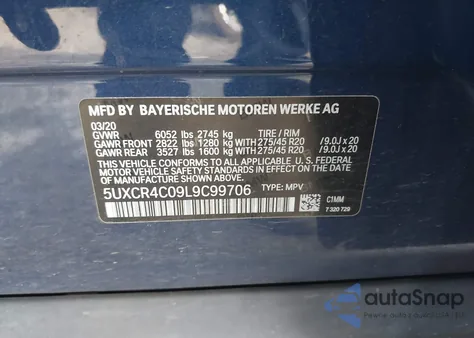 MFD BY BAYERISCHE MOTOREN WERKE AG
03/20
GVWR 6052 lbs 2745 kg TIRE / RIM
GAWR FRONT 2822 lbs 1280 kg WITH 275/45 R20 /9.0J x 20
GAWR REAR 3527 lbs 1600 kg WITH 275/45 R20 /9.0J x 20
THIS VEHICLE CONFORMS TO ALL APPLICABLE FEDERAL
MOTOR VEHICLE SAFETY STANDARDS IN EFFECT ON THE
DATE OF MANUFACTURE SHOWN ABOVE.
5UXCR4C09L9C99706 TYPE: MPV
C1MM
7 320 729
autoSnap